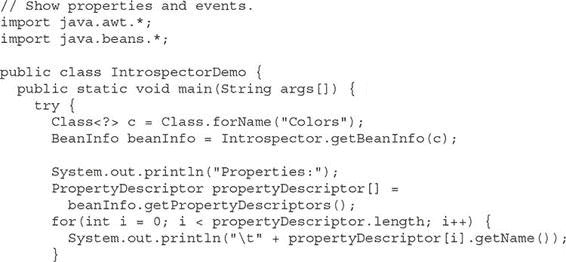 // Show properties and events.
import java.awt.*;
import java.beans.*;

public class IntrospectorDemo {
  public static void main(String args[]) {
    try {
      Class<?> c = Class.forName("Colors");
      BeanInfo beanInfo = Introspector.getBeanInfo(c);

      System.out.println("Properties:");
      PropertyDescriptor propertyDescriptor[] =
        beanInfo.getPropertyDescriptors();
      for(int i = 0; i < propertyDescriptor.length; i++) {
        System.out.println("\t" + propertyDescriptor[i].getName());
      }